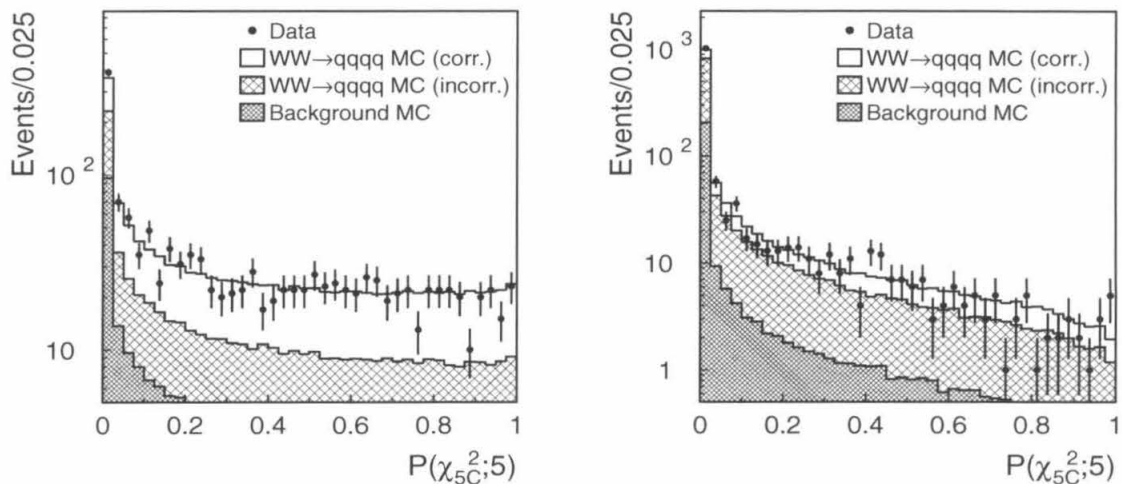 Events/0.025
Data
WW→qqqq MC (corr.)
WW→qqqq MC (incorr.)
Background MC
10 2
10
0 0.2 0.4 0.6 0.8 1
P(χ5C2;5)
Events/0.025
Data
WW→qqqq MC (corr.)
WW→qqqq MC (incorr.)
Background MC
10 3
10 2
10
1
0 0.2 0.4 0.6 0.8 1
P(χ5C2;5)